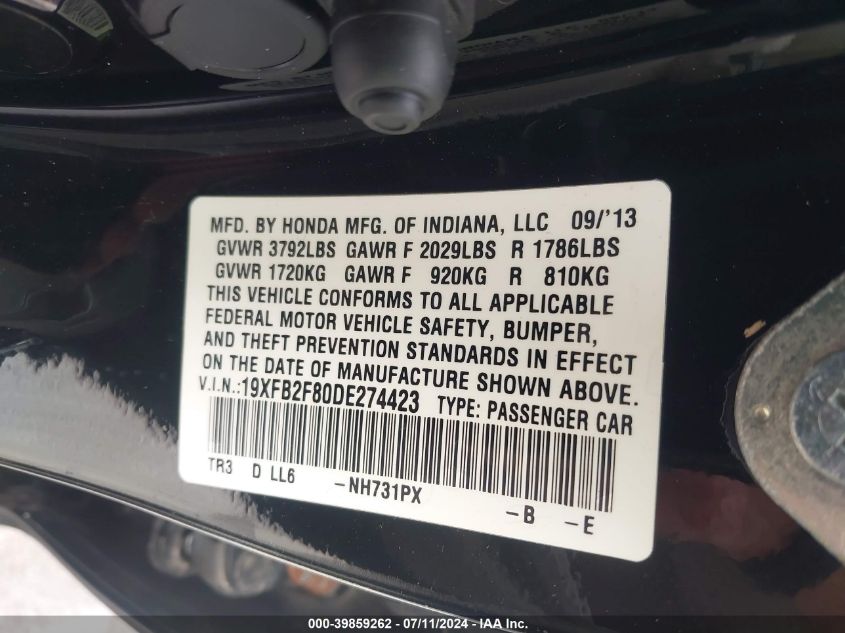 MFD. BY HONDA MFG. OF INDIANA, LLC 09/'13
GVWR 3792LBS GAWR F 2029LBS R 1786LBS
GVWR 1720KG GAWR F 920KG R 810KG
THIS VEHICLE CONFORMS TO ALL APPLICABLE
FEDERAL MOTOR VEHICLE SAFETY, BUMPER,
AND THEFT PREVENTION STANDARDS IN EFFECT
ON THE DATE OF MANUFACTURE SHOWN ABOVE.
V.I.N.:19XFB2F80DE274423 TYPE: PASSENGER CAR
TR3 D LL6 -NH731PX -B -E
000-39859262 - 07/11/2024 - IAA Inc.